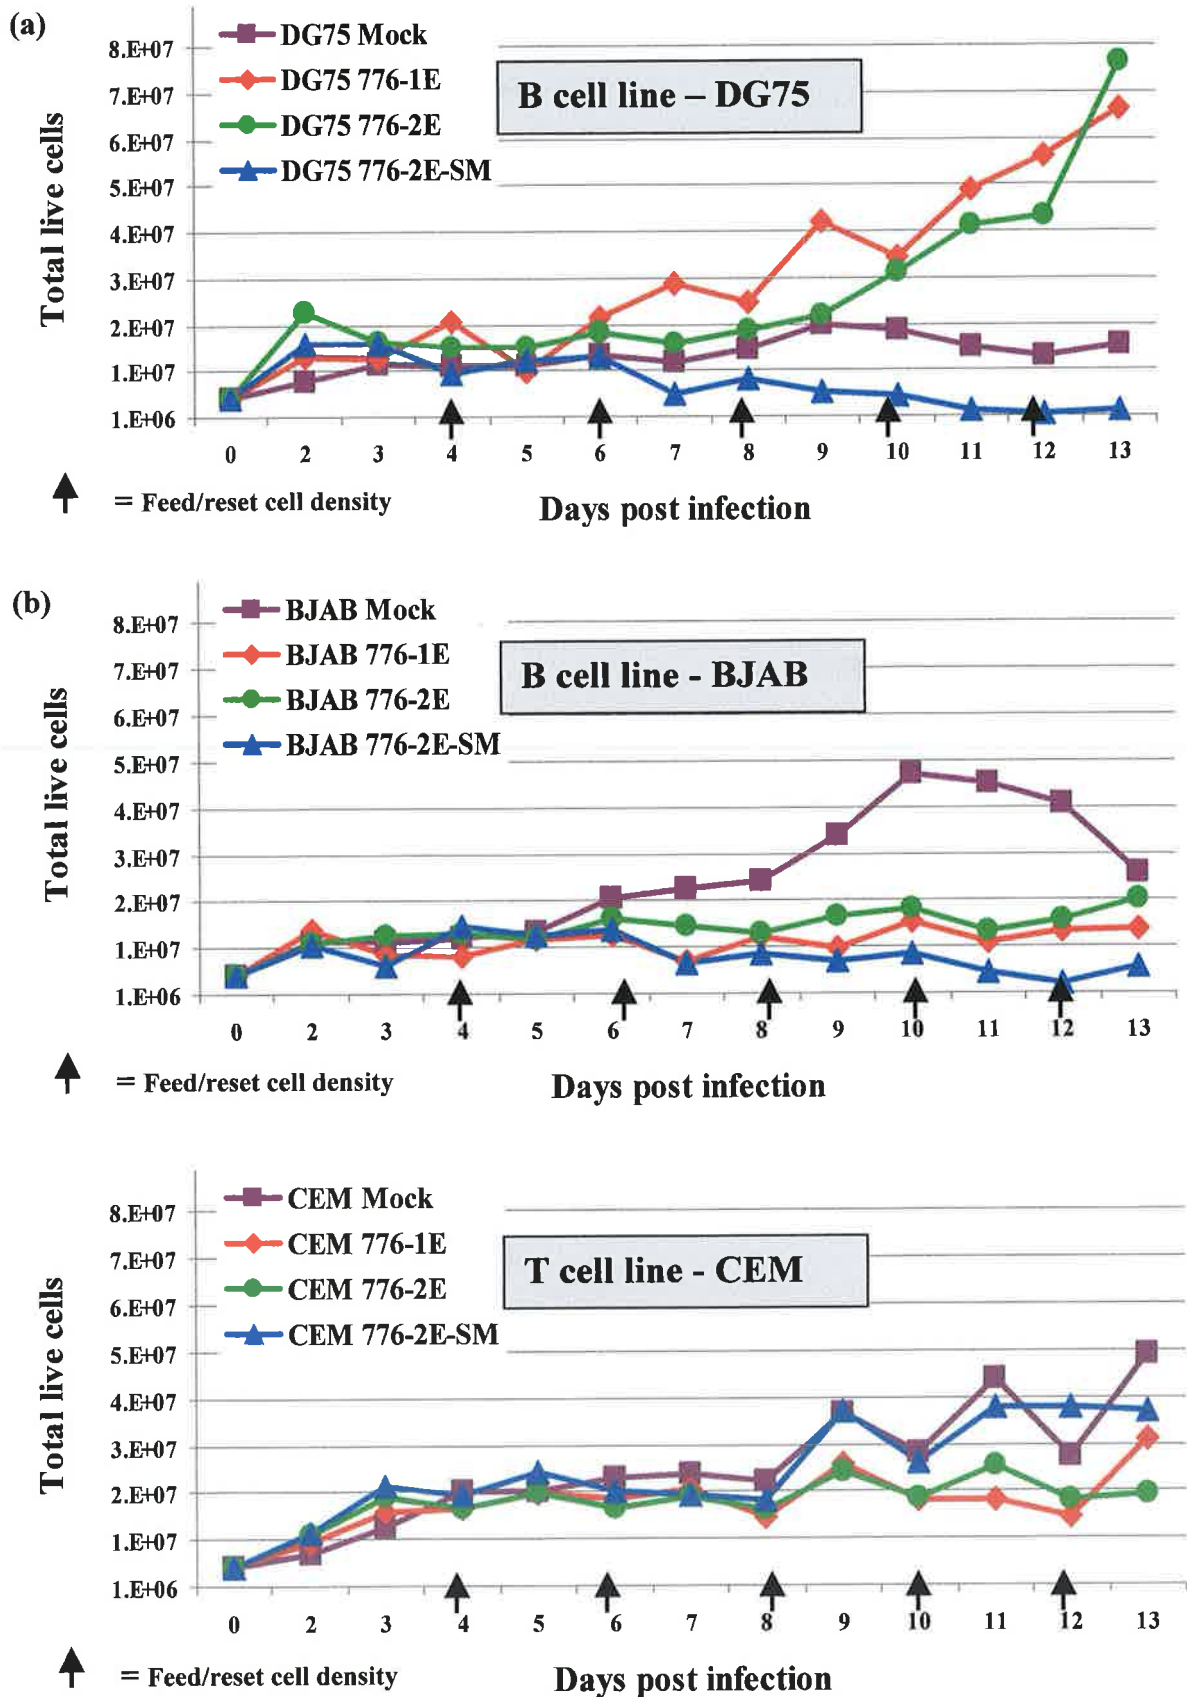 (a)
DG75 Mock
DG75 776-1E
DG75 776-2E
DG75 776-2E-SM
B cell line – DG75
Total live cells
8.E+07
7.E+07
6.E+07
5.E+07
4.E+07
3.E+07
2.E+07
1.E+07
1.E+06
0 2 3 4 5 6 7 8 9 10 11 12 13
= Feed/reset cell density
Days post infection
(b)
BJAB Mock
BJAB 776-1E
BJAB 776-2E
BJAB 776-2E-SM
B cell line - BJAB
Total live cells
8.E+07
7.E+07
6.E+07
5.E+07
4.E+07
3.E+07
2.E+07
1.E+07
1.E+06
0 2 3 4 5 6 7 8 9 10 11 12 13
= Feed/reset cell density
Days post infection
CEM Mock
CEM 776-1E
CEM 776-2E
CEM 776-2E-SM
T cell line - CEM
Total live cells
8.E+07
7.E+07
6.E+07
5.E+07
4.E+07
3.E+07
2.E+07
1.E+07
1.E+06
0 2 3 4 5 6 7 8 9 10 11 12 13
= Feed/reset cell density
Days post infection